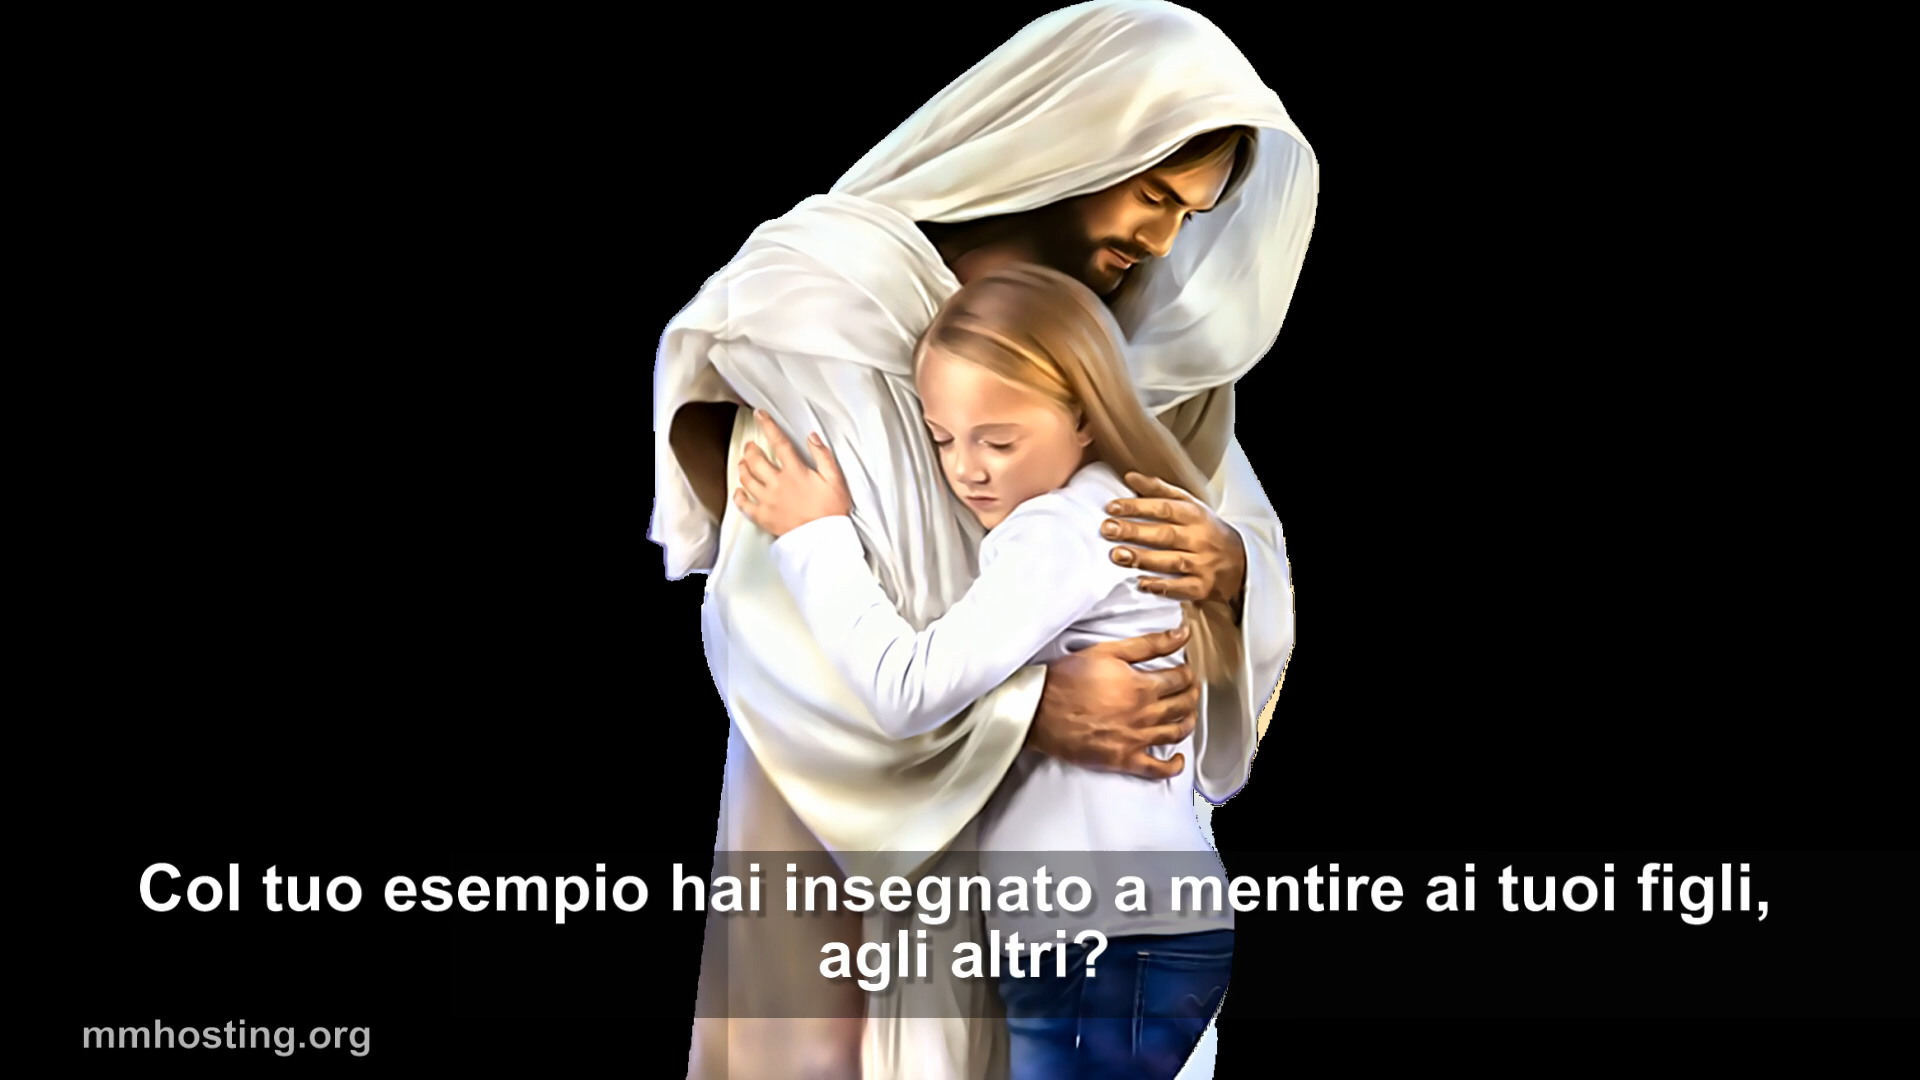 Col tuo esempio hai insegnato a mentire ai tuoi figli,
agli altri?
mmhosting.org